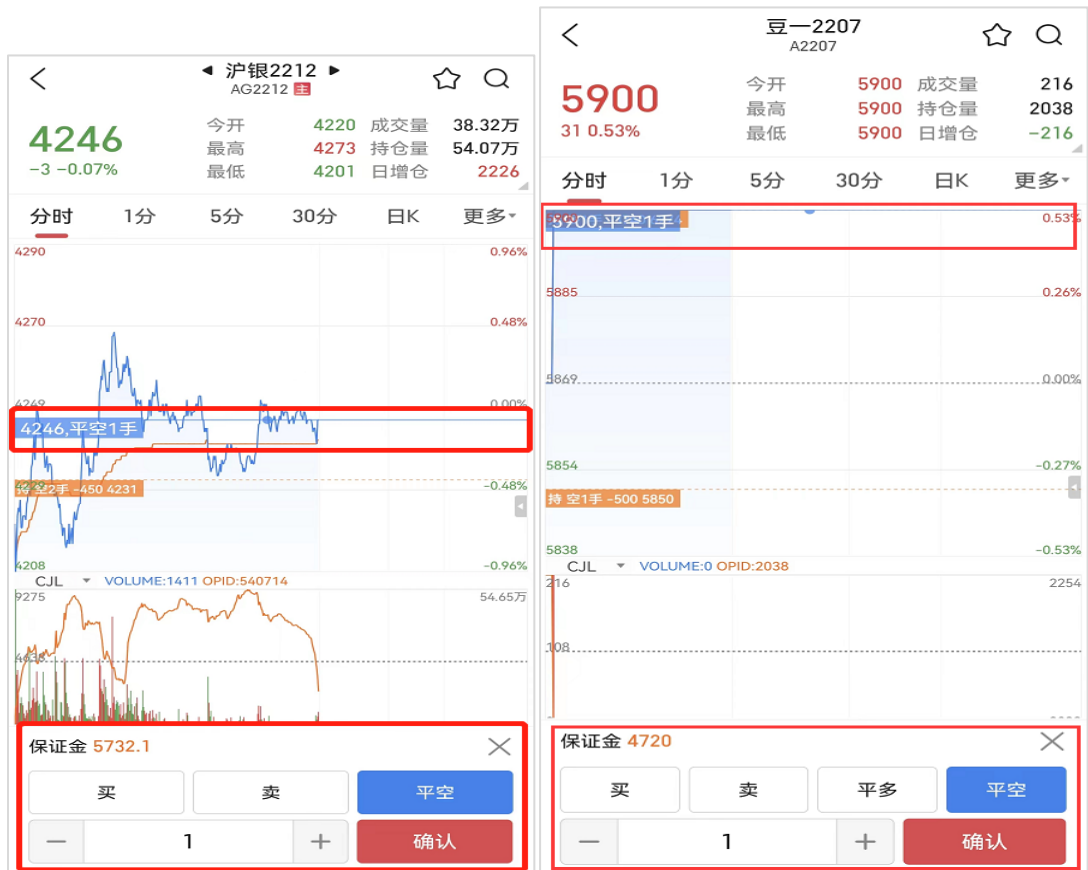 沪银2212
AG2212 主
4246
-3 -0.07%
今开 4220 成交量 38.32万
最高 4273 持仓量 54.07万
最低 4201 日增仓 2226
分时 1分 5分 30分 日K 更多
4290 0.96%
4270 0.48%
4249 0.00%
4246,平空1手
持 空2手 -450 4231
4229 -0.48%
4208 -0.96%
CJL VOLUME:1411 OPID:540714
9275 54.65万
4638
保证金 5732.1
买 卖 平空
1 确认
豆一2207
A2207
5900
31 0.53%
今开 5900 成交量 216
最高 5900 持仓量 2038
最低 5900 日增仓 -216
分时 1分 5分 30分 日K 更多
5900,平空1手
0.53%
5885 0.26%
5869 0.00%
5854 -0.27%
持 空1手 -500 5850
5838 -0.53%
CJL VOLUME:0 OPID:2038
216 2254
108
保证金 4720
买 卖 平多 平空
1 确认